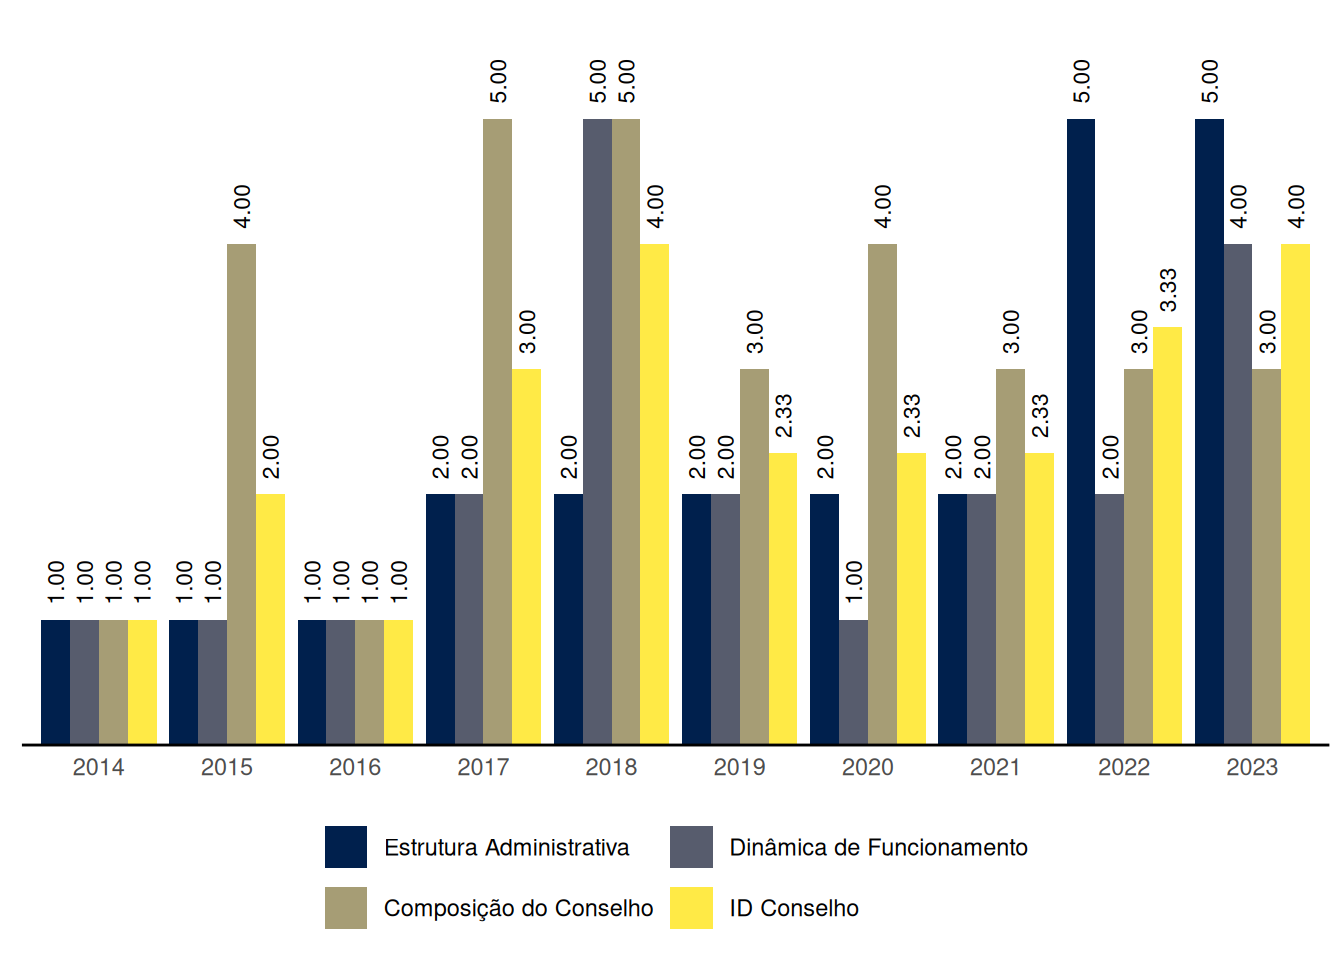 1.00 1.00 1.00 1.00
1.00 1.00 4.00 2.00
1.00 1.00 1.00 1.00
2.00 2.00 5.00 3.00
2.00 5.00 5.00 4.00
2.00 2.00 3.00 2.33
2.00 1.00 4.00 2.33
2.00 2.00 3.00 2.33
5.00 2.00 3.00 3.33
5.00 4.00 3.00 4.00
2014 2015 2016 2017 2018 2019 2020 2021 2022 2023
Estrutura Administrativa Dinâmica de Funcionamento
Composição do Conselho ID Conselho